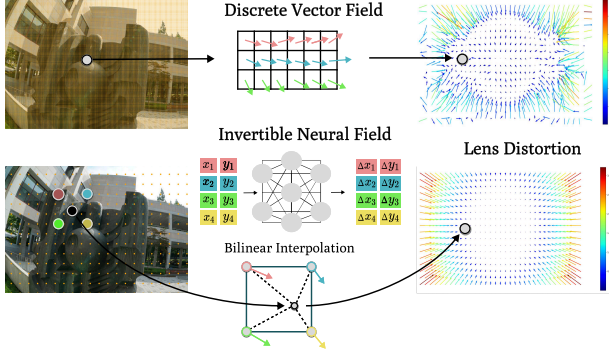 Discrete Vector Field
Invertible Neural Field
Lens Distortion
x₁ y₁ Δx₁ Δy₁
x₂ y₂ Δx₂ Δy₂
x₃ y₃ Δx₃ Δy₃
x₄ y₄ Δx₄ Δy₄
Bilinear Interpolation